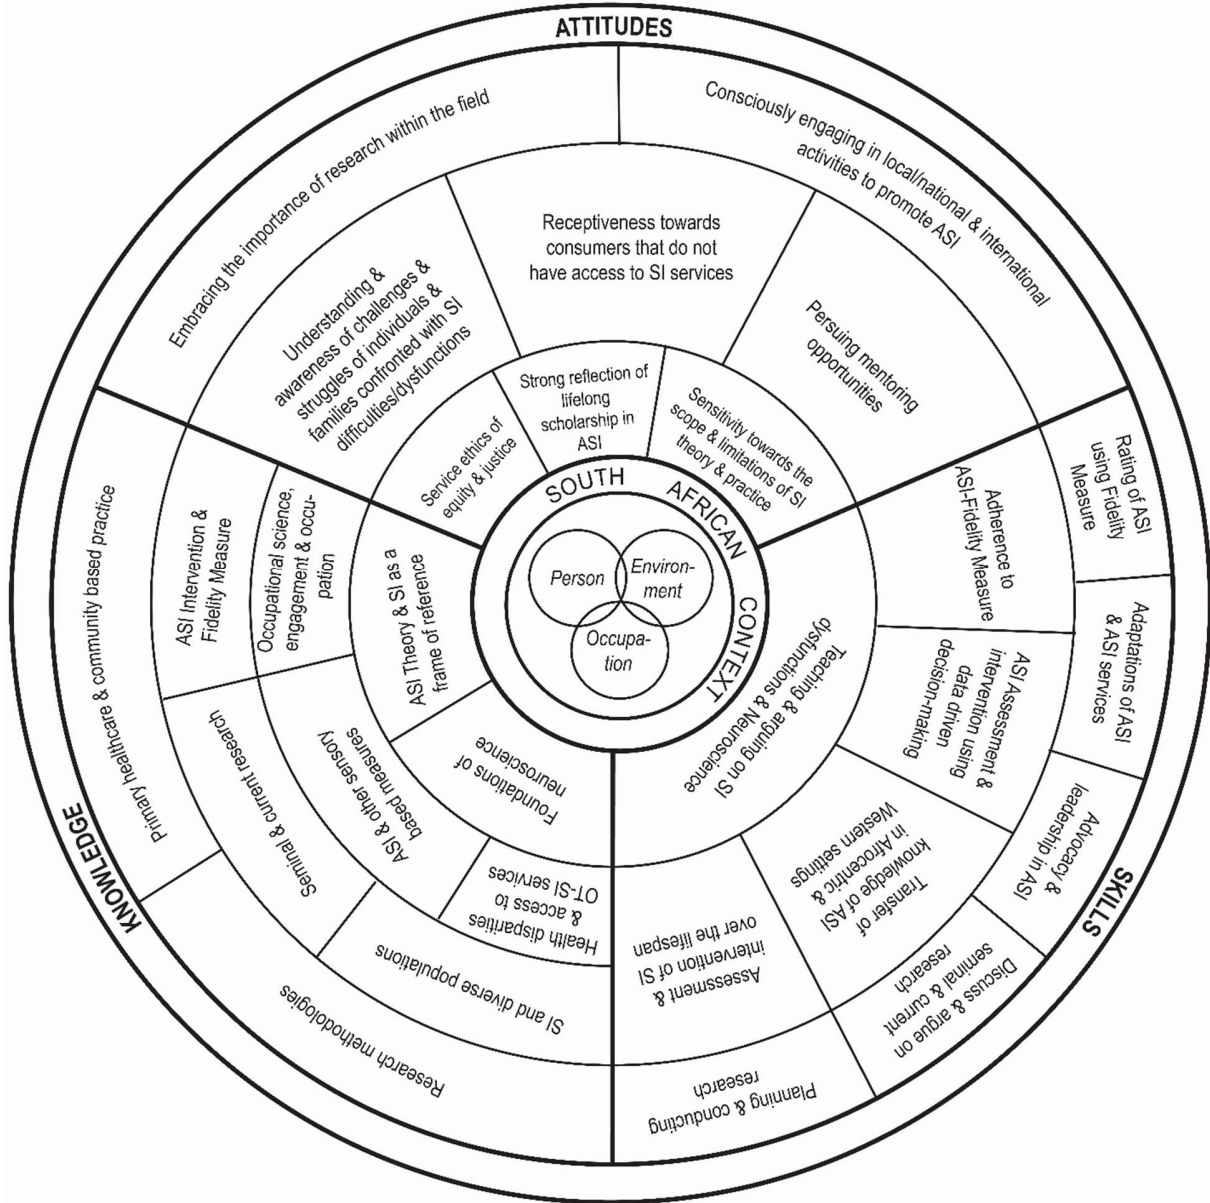 ATTITUDES
Embracing the importance of research within the field
Consciously engaging in local/national & international
activities to promote ASI
Understanding &
awareness of challenges &
struggles of individuals &
families confronted with SI
difficulties/dysfunctions
Receptiveness towards
consumers that do not
have access to SI services
Persuing mentoring
opportunities
Service ethics of
equity & justice
Strong reflection of
lifelong
scholarship in
ASI
Sensitivity towards the
scope & limitations of SI
theory & practice
SOUTH AFRICAN CONTEXT
Person
Environ-
ment
Occupa-
tion
KNOWLEDGE
Primary healthcare & community based practice
ASI Intervention &
Fidelity Measure
Occupational science,
engagement & occu-
pation
ASI Theory & SI as a
frame of reference
Foundations of
neuroscience
ASI & other sensory
based measures
Health disparities
& access to
OT-SI services
Seminal & current research
SI and diverse populations
Research methodologies
SKILLS
Rating of ASI
using Fidelity
Measure
Adherence to
ASI-Fidelity Measure
Adaptations of ASI
& ASI services
ASI Assessment &
intervention using
data driven
decision-making
Teaching & arguing on SI
dysfunctions & Neuroscience
Advocacy &
leadership in ASI
Transfer of
knowledge of ASI
in Afrocentric &
Western settings
Discuss & argue on
seminal & current
research
Assessment &
intervention of SI
over the lifespan
Planning & conducting
research